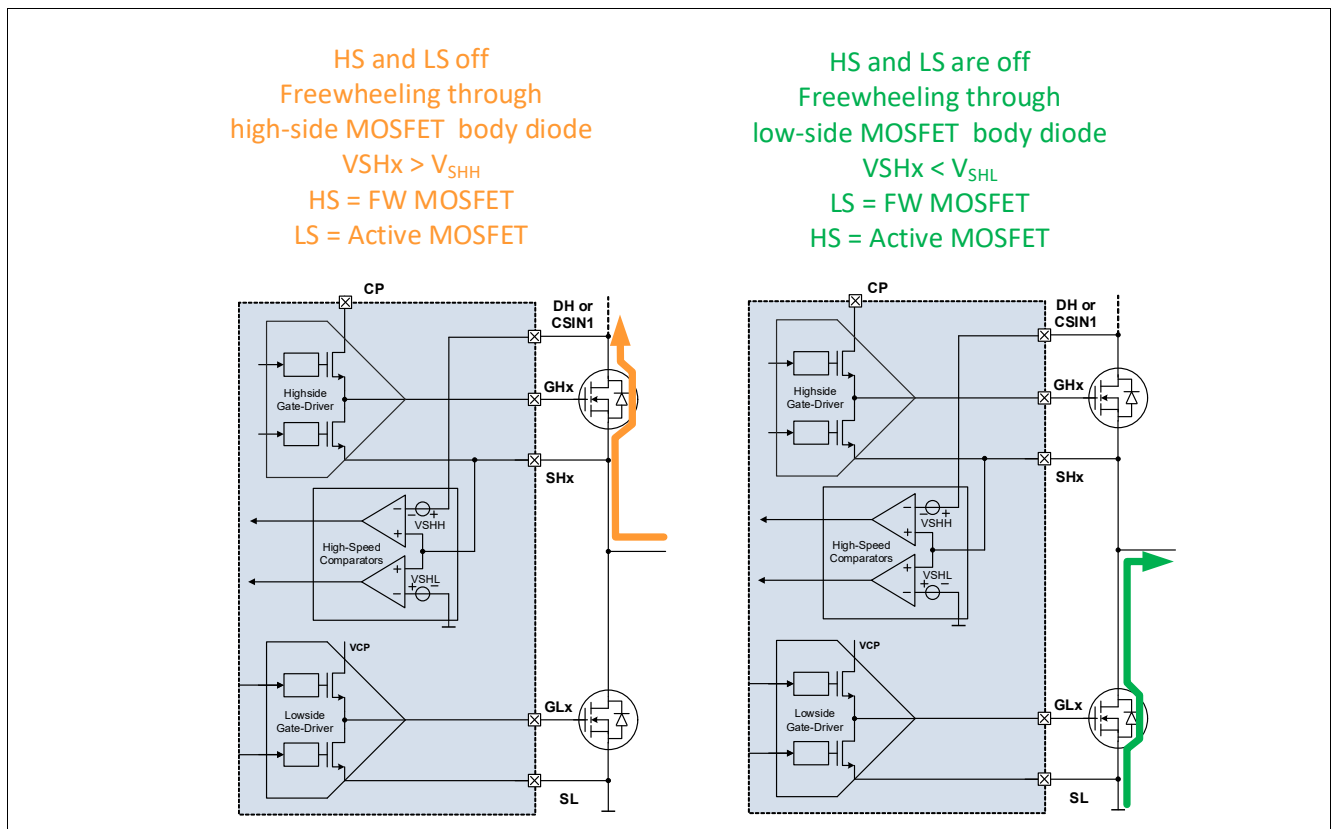 HS and LS off
Freewheeling through
high-side MOSFET body diode
VSHx > VSHH
HS = FW MOSFET
LS = Active MOSFET
HS and LS are off
Freewheeling through
low-side MOSFET body diode
VSHx < VSHL
LS = FW MOSFET
HS = Active MOSFET
CP
DH or
CSIN1
Highside
Gate-Driver
GHx
SHx
VSHH
High-Speed
Comparators
VSHL
VCP
Lowside
Gate-Driver
GLx
SL
CP
DH or
CSIN1
Highside
Gate-Driver
GHx
SHx
VSHH
High-Speed
Comparators
VSHL
VCP
Lowside
Gate-Driver
GLx
SL